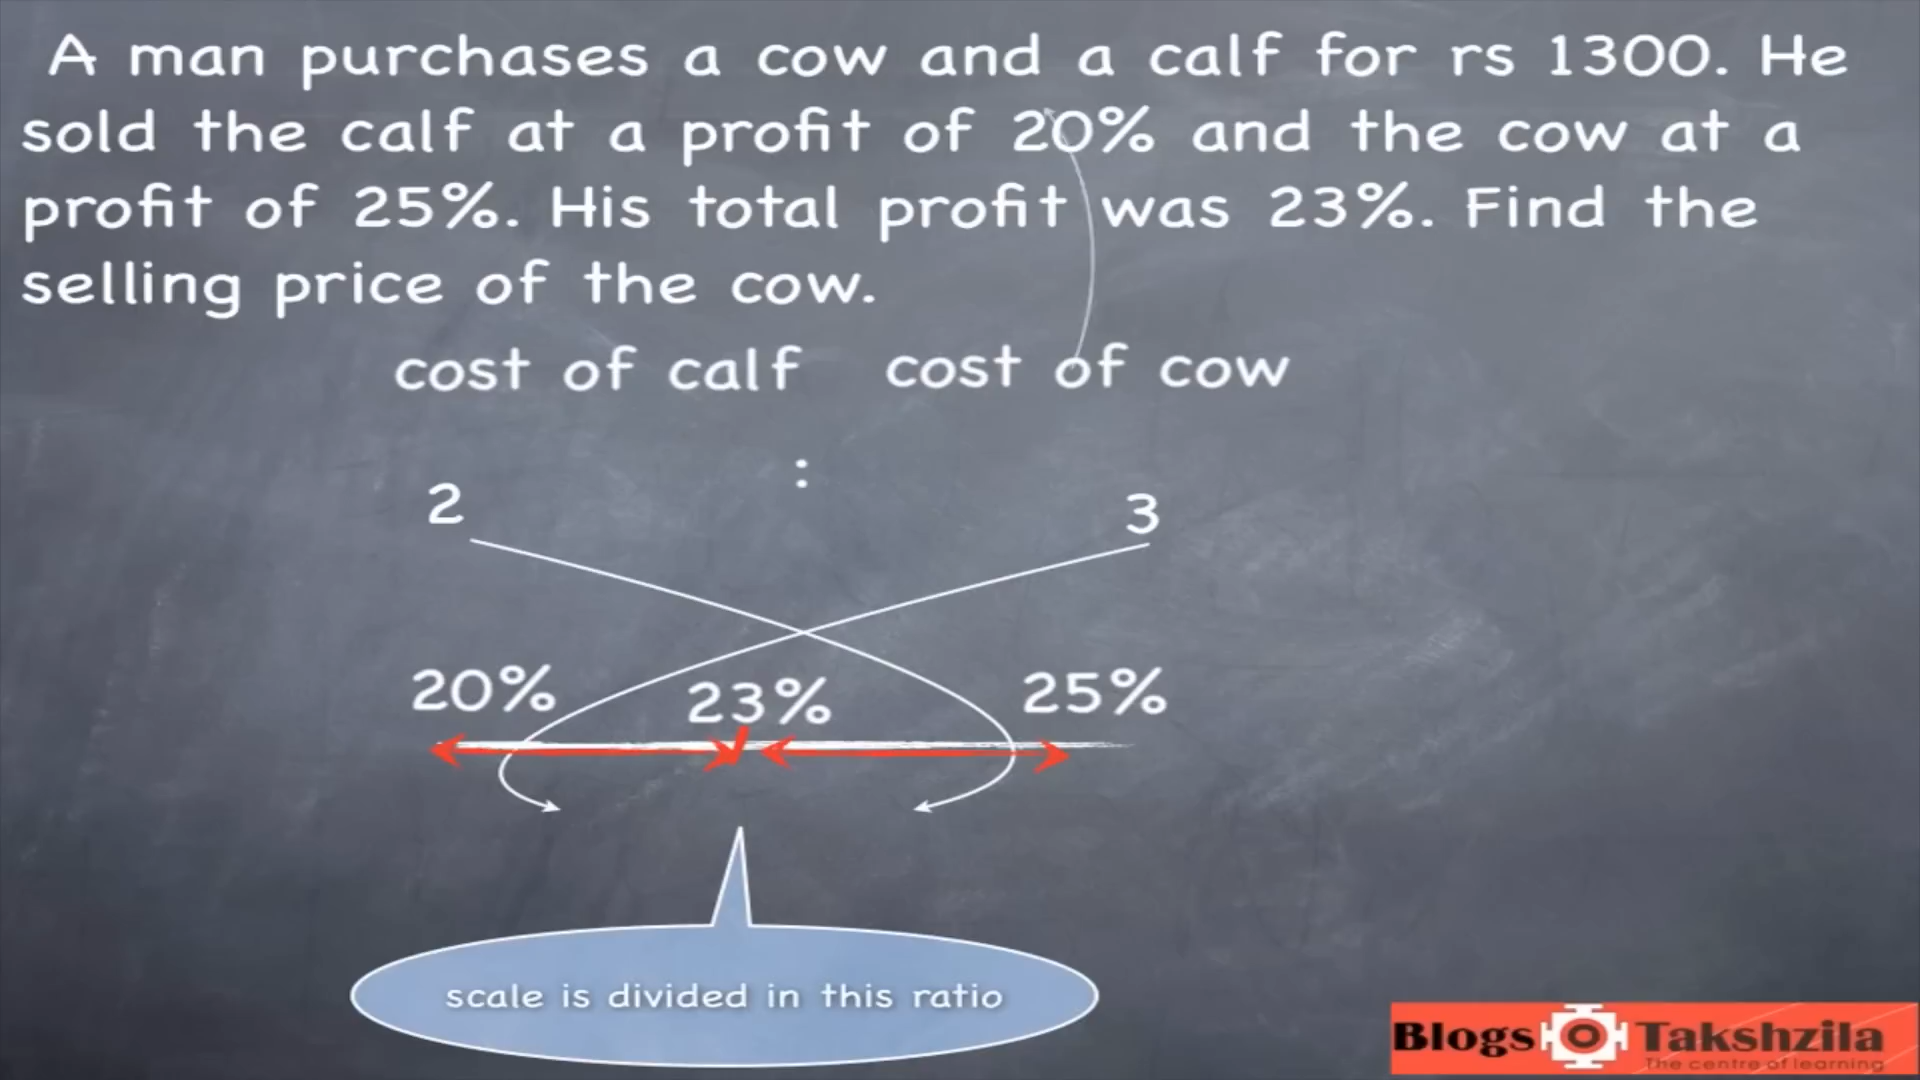 A man purchases a cow and a calf for rs 1300. He
sold the calf at a profit of 20% and the cow at a
profit of 25%. His total profit was 23%. Find the
selling price of the cow.
cost of calf cost of cow
:
2 3
20% 23% 25%
scale is divided in this ratio
Blogs Takshzila
The centre of learning